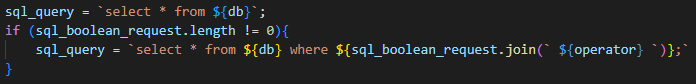 sql_query = `select * from ${db}`;
if (sql_boolean_request.length != 0){
    sql_query = `select * from ${db} where ${sql_boolean_request.join(` ${operator} `)};`
}